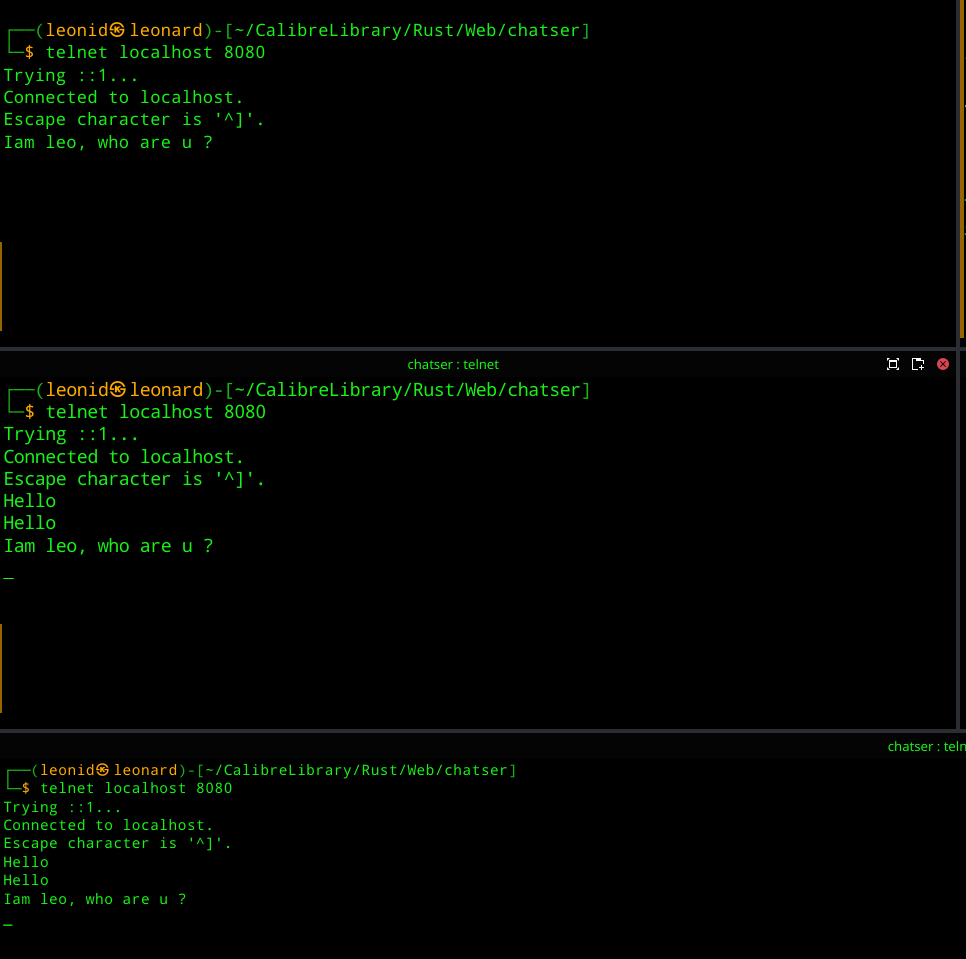 ┌──(leonid㉿leonard)-[~/CalibreLibrary/Rust/Web/chatser]
└─$ telnet localhost 8080
Trying ::1...
Connected to localhost.
Escape character is '^]'.
Iam leo, who are u ?
chatser : telnet
┌──(leonid㉿leonard)-[~/CalibreLibrary/Rust/Web/chatser]
└─$ telnet localhost 8080
Trying ::1...
Connected to localhost.
Escape character is '^]'.
Hello
Hello
Iam leo, who are u ?
chatser : teln
┌──(leonid㉿leonard)-[~/CalibreLibrary/Rust/Web/chatser]
└─$ telnet localhost 8080
Trying ::1...
Connected to localhost.
Escape character is '^]'.
Hello
Hello
Iam leo, who are u ?